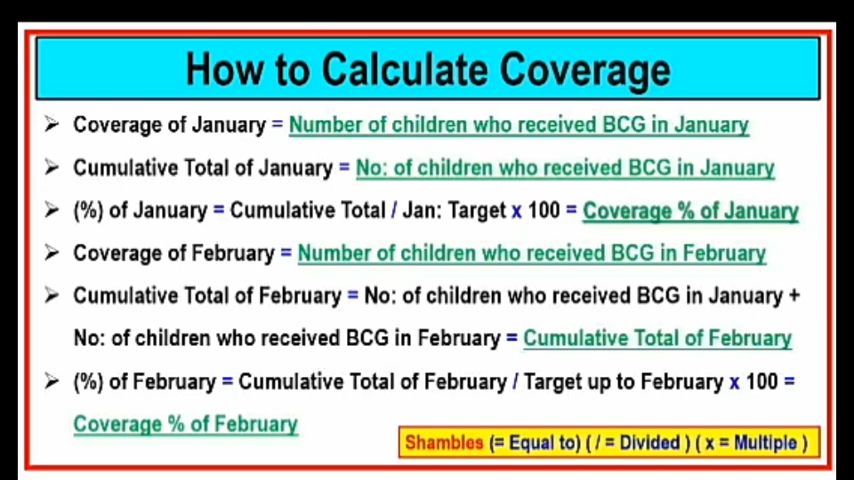 How to Calculate Coverage
➢ Coverage of January = Number of children who received BCG in January
➢ Cumulative Total of January = No: of children who received BCG in January
➢ (%) of January = Cumulative Total / Jan: Target x 100 = Coverage % of January
➢ Coverage of February = Number of children who received BCG in February
➢ Cumulative Total of February = No: of children who received BCG in January +
No: of children who received BCG in February = Cumulative Total of February
➢ (%) of February = Cumulative Total of February / Target up to February x 100 =
Coverage % of February
Shambles (= Equal to) ( / = Divided ) ( x = Multiple )